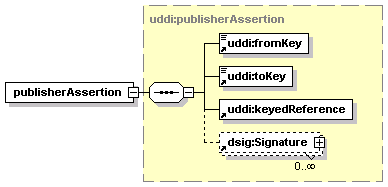 uddi:publisherAssertion
uddi:fromKey
uddi:toKey
publisherAssertion
uddi:keyedReference
dsig:Signature
0..∞